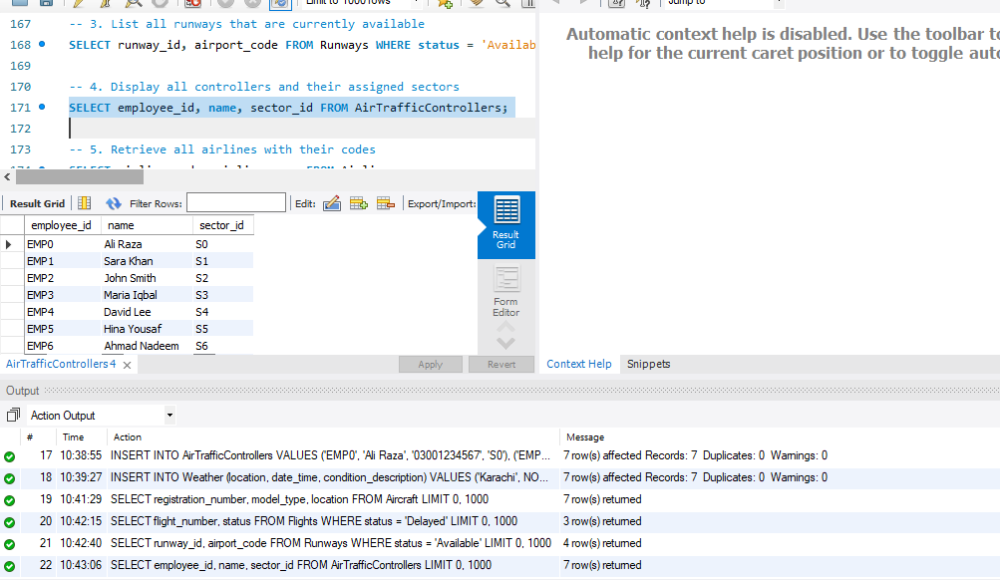 Limit to 1000 rows
Jump to
167 -- 3. List all runways that are currently available
168 SELECT runway_id, airport_code FROM Runways WHERE status = 'Availab
169
170 -- 4. Display all controllers and their assigned sectors
171 SELECT employee_id, name, sector_id FROM AirTrafficControllers;
172
173 -- 5. Retrieve all airlines with their codes
Automatic context help is disabled. Use the toolbar to
help for the current caret position or to toggle auto
Result Grid Filter Rows: Edit: Export/Import:
employee_id name sector_id
EMP0 Ali Raza S0
EMP1 Sara Khan S1
EMP2 John Smith S2
EMP3 Maria Iqbal S3
EMP4 David Lee S4
EMP5 Hina Yousaf S5
EMP6 Ahmad Nadeem S6
Result
Grid
Form
Editor
AirTrafficControllers 4 Apply Revert Context Help Snippets
Output
Action Output
# Time Action Message
17 10:38:55 INSERT INTO AirTrafficControllers VALUES ('EMP0', 'Ali Raza', '03001234567', 'S0'), ('EMP... 7 row(s) affected Records: 7 Duplicates: 0 Warnings: 0
18 10:39:27 INSERT INTO Weather (location, date_time, condition_description) VALUES ('Karachi', NO... 7 row(s) affected Records: 7 Duplicates: 0 Warnings: 0
19 10:41:29 SELECT registration_number, model_type, location FROM Aircraft LIMIT 0, 1000 7 row(s) returned
20 10:42:15 SELECT flight_number, status FROM Flights WHERE status = 'Delayed' LIMIT 0, 1000 3 row(s) returned
21 10:42:40 SELECT runway_id, airport_code FROM Runways WHERE status = 'Available' LIMIT 0, 1000 4 row(s) returned
22 10:43:06 SELECT employee_id, name, sector_id FROM AirTrafficControllers LIMIT 0, 1000 7 row(s) returned